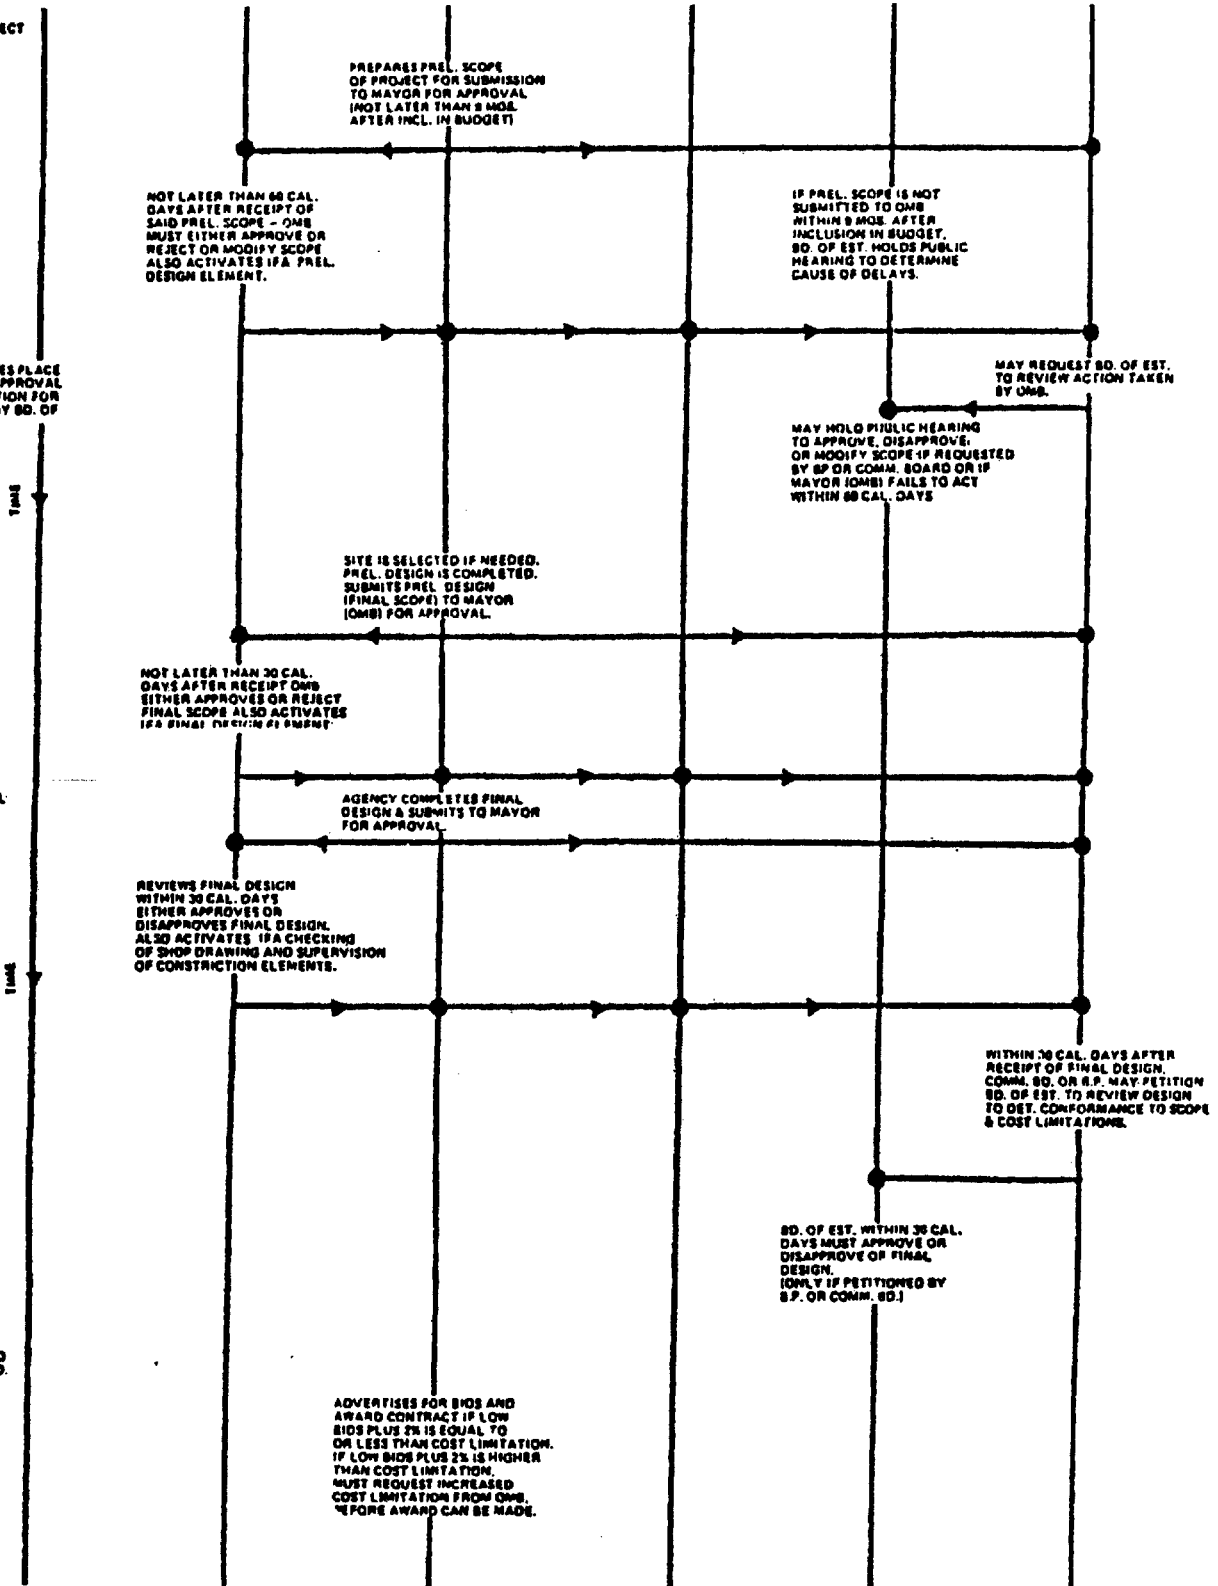 ECT
PREPARES PREL. SCOPE
OF PROJECT FOR SUBMISSION
TO MAYOR FOR APPROVAL
(NOT LATER THAN 9 MOS.
AFTER INCL. IN BUDGET)
NOT LATER THAN 60 CAL.
DAYS AFTER RECEIPT OF
SAID PREL. SCOPE - OMB
MUST EITHER APPROVE OR
REJECT OR MODIFY SCOPE
ALSO ACTIVATES IFA PREL.
DESIGN ELEMENT.
IF PREL. SCOPE IS NOT
SUBMITTED TO OMB
WITHIN 9 MOS. AFTER
INCLUSION IN BUDGET,
BD. OF EST. HOLDS PUBLIC
HEARING TO DETERMINE
CAUSE OF DELAYS.
ES PLACE
PPROVAL
TION FOR
Y BD. OF
MAY REQUEST BD. OF EST.
TO REVIEW ACTION TAKEN
BY OMB.
MAY HOLD PUBLIC HEARING
TO APPROVE, DISAPPROVE,
OR MODIFY SCOPE IF REQUESTED
BY BP OR COMM. BOARD OR IF
MAYOR (OMB) FAILS TO ACT
WITHIN 60 CAL. DAYS
TIME
SITE IS SELECTED IF NEEDED.
PREL. DESIGN IS COMPLETED.
SUBMITS PREL. DESIGN
(FINAL SCOPE) TO MAYOR
(OMB) FOR APPROVAL.
NOT LATER THAN 30 CAL.
DAYS AFTER RECEIPT OMB
EITHER APPROVES OR REJECT
FINAL SCOPE ALSO ACTIVATES
IFA FINAL DESIGN ELEMENT
AGENCY COMPLETES FINAL
DESIGN & SUBMITS TO MAYOR
FOR APPROVAL
REVIEWS FINAL DESIGN
WITHIN 30 CAL. DAYS
EITHER APPROVES OR
DISAPPROVES FINAL DESIGN.
ALSO ACTIVATES IFA CHECKING
OF SHOP DRAWING AND SUPERVISION
OF CONSTRICTION ELEMENTS.
TIME
WITHIN 30 CAL. DAYS AFTER
RECEIPT OF FINAL DESIGN,
COMM. BD. OR B.P. MAY PETITION
BD. OF EST. TO REVIEW DESIGN
TO DET. CONFORMANCE TO SCOPE
& COST LIMITATIONS.
BD. OF EST. WITHIN 30 CAL.
DAYS MUST APPROVE OR
DISAPPROVE OF FINAL
DESIGN.
(ONLY IF PETITIONED BY
B.P. OR COMM. BD.)
ADVERTISES FOR BIDS AND
AWARD CONTRACT IF LOW
BIDS PLUS 2% IS EQUAL TO
OR LESS THAN COST LIMITATION.
IF LOW BIDS PLUS 2% IS HIGHER
THAN COST LIMITATION,
MUST REQUEST INCREASED
COST LIMITATION FROM OMB,
BEFORE AWARD CAN BE MADE.